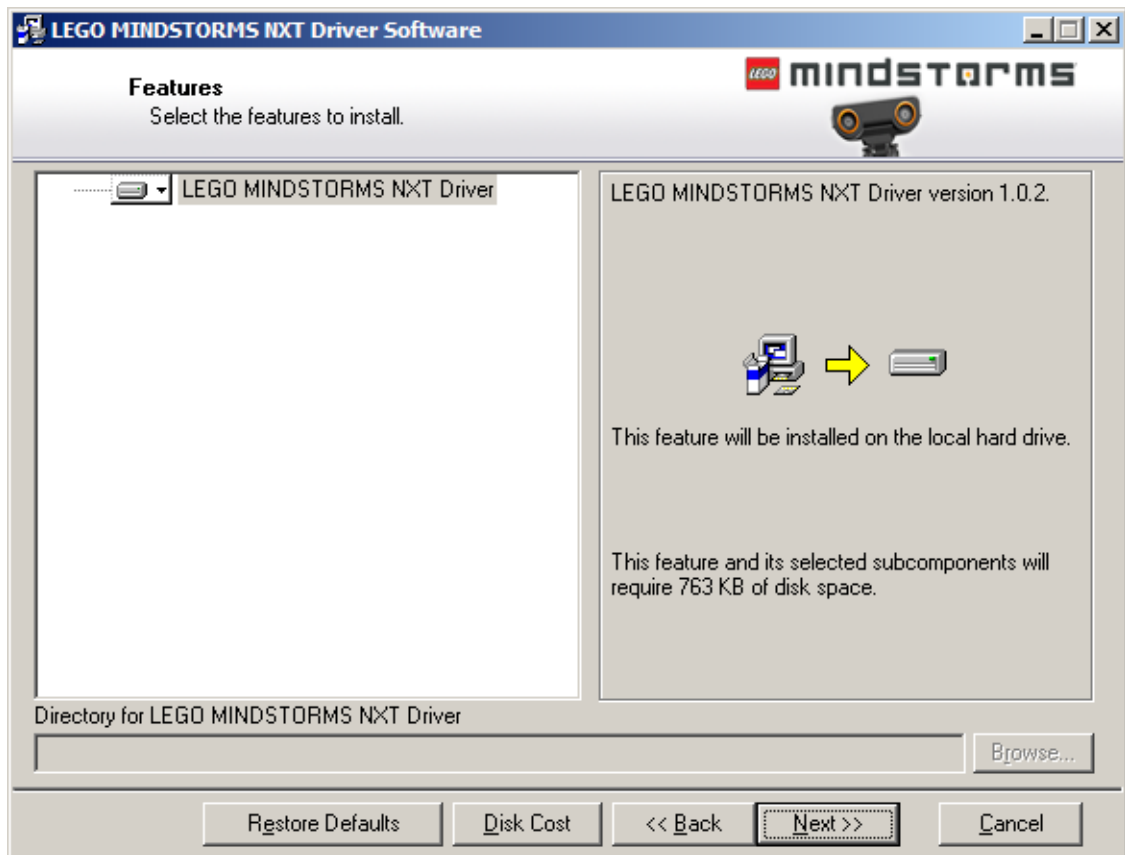 LEGO MINDSTORMS NXT Driver Software
LEGO mindstorms
Features
Select the features to install.
LEGO MINDSTORMS NXT Driver
LEGO MINDSTORMS NXT Driver version 1.0.2.
This feature will be installed on the local hard drive.
This feature and its selected subcomponents will
require 763 KB of disk space.
Directory for LEGO MINDSTORMS NXT Driver
Browse...
Restore Defaults
Disk Cost
<< Back
Next >>
Cancel